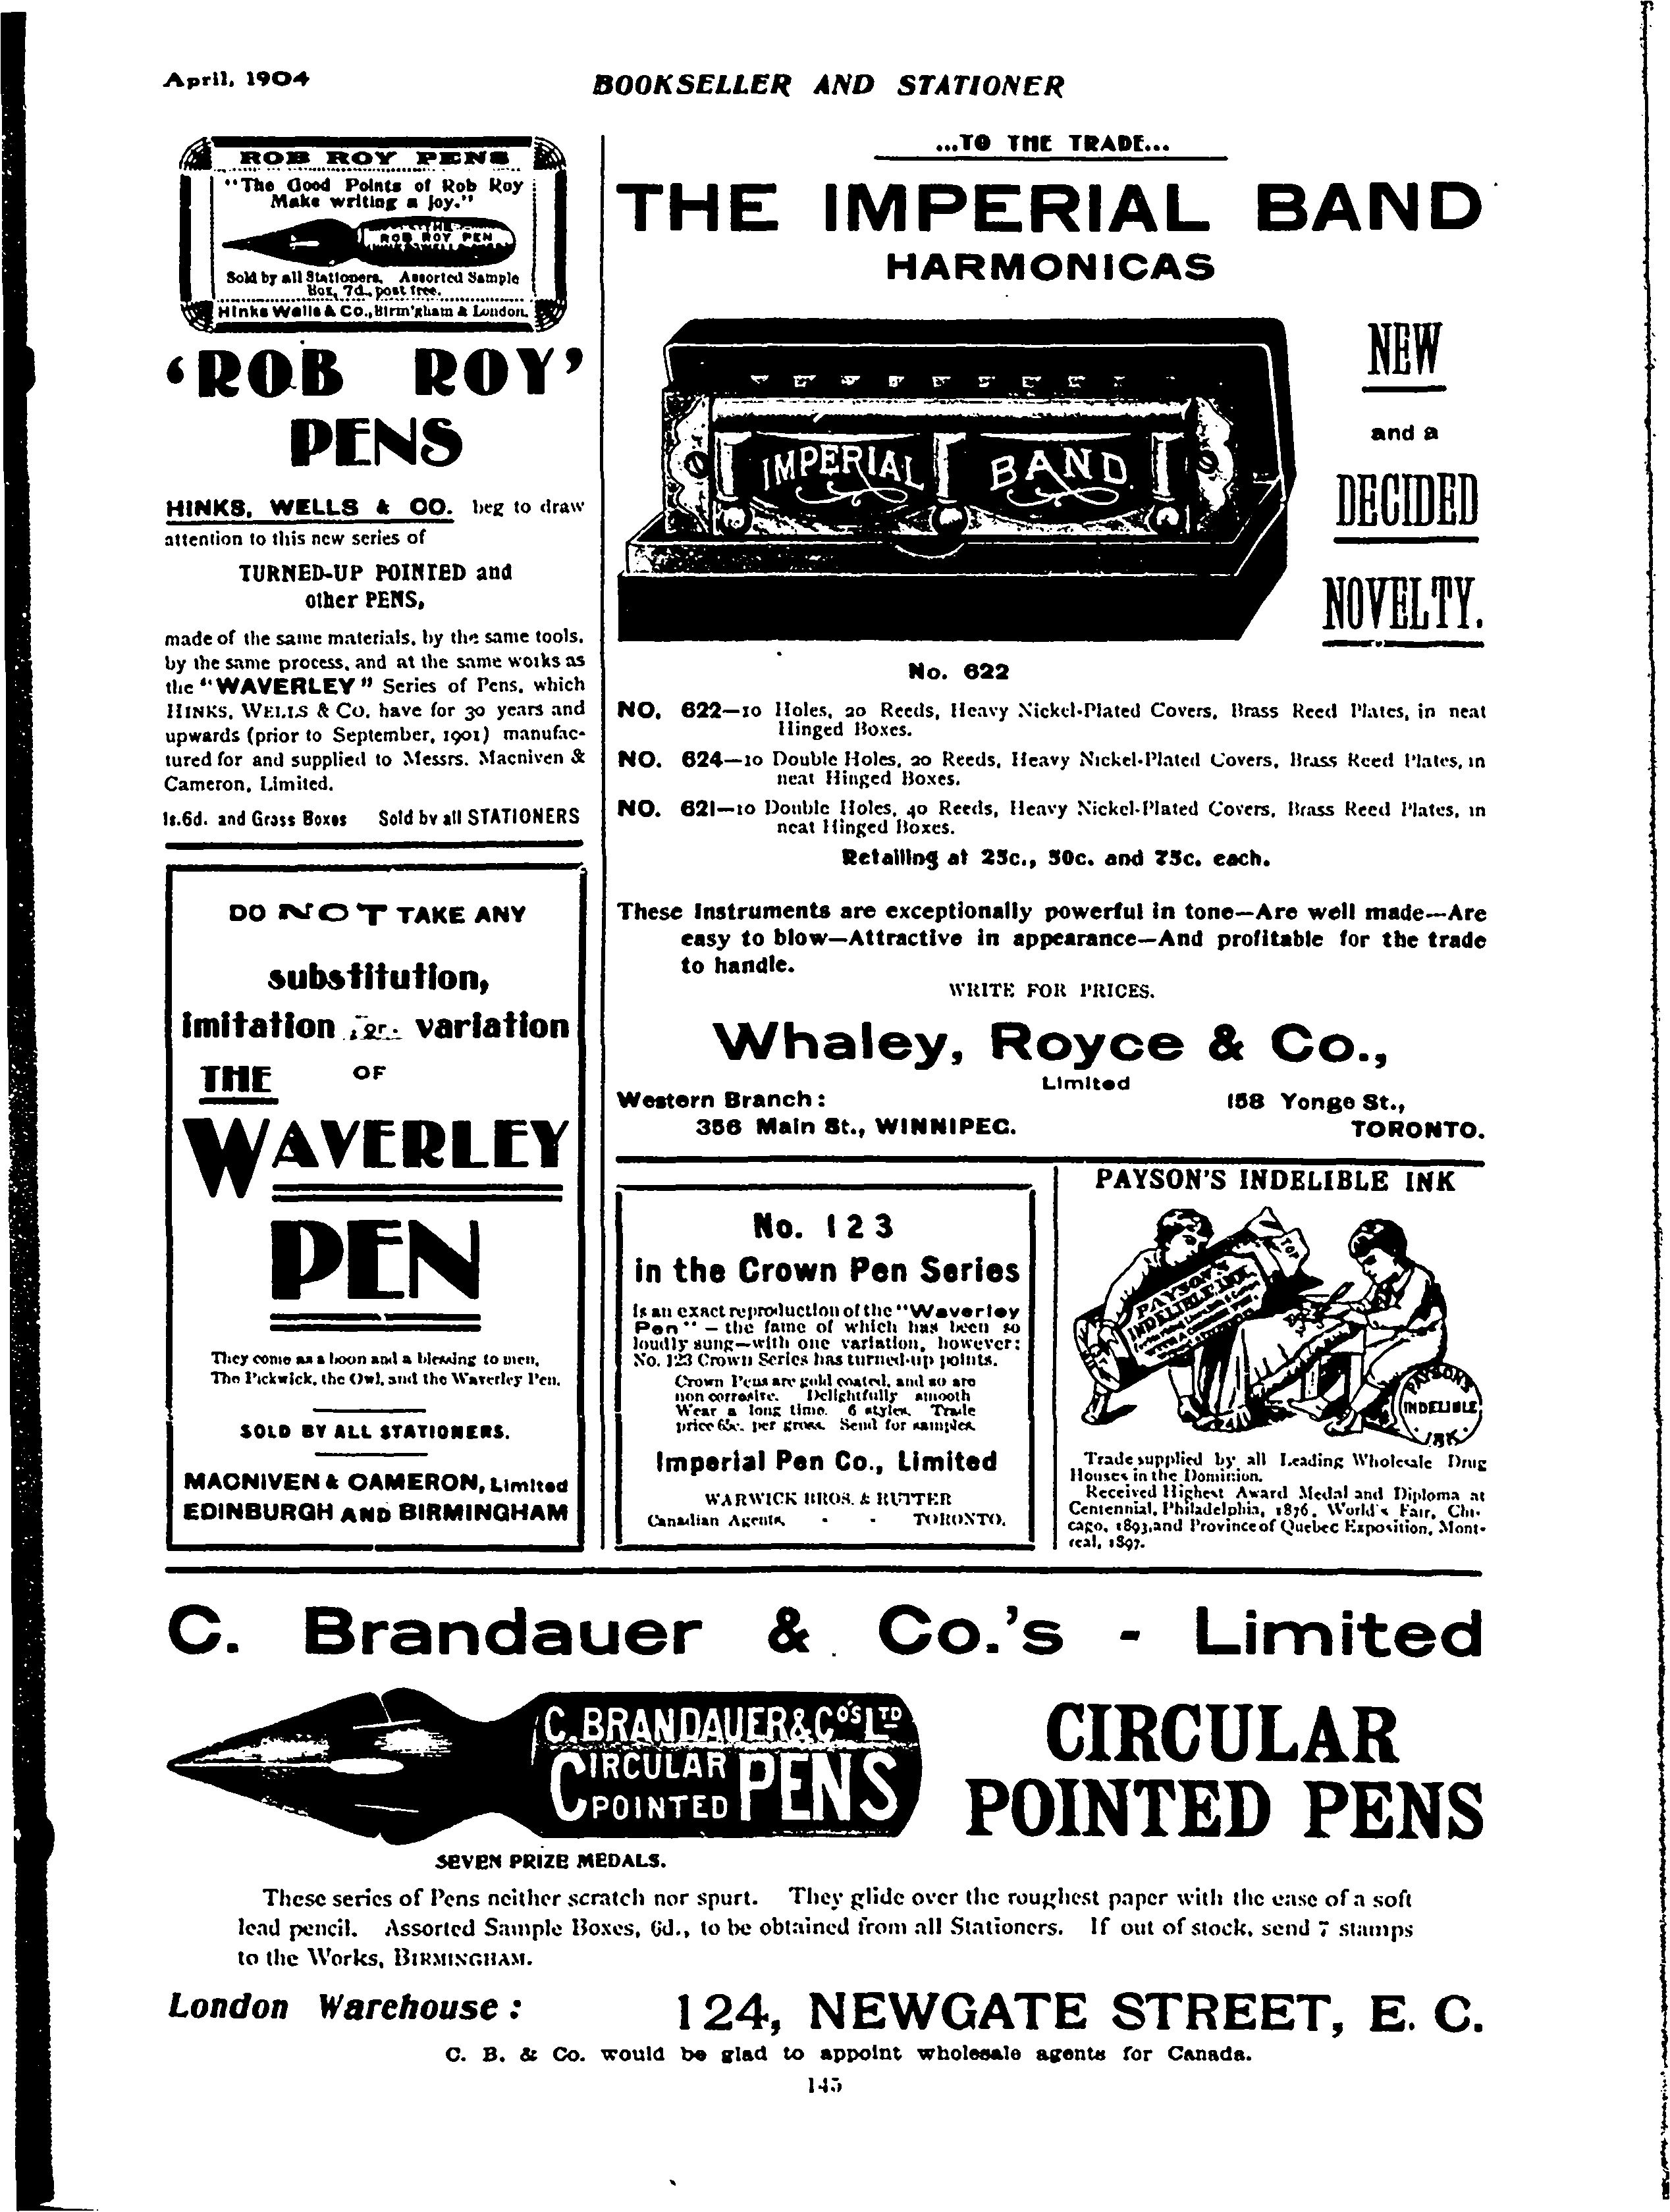 April, 1904
BOOKSELLER AND STATIONER
ROB ROY PENS
"The Good Points of Rob Roy
Make writing a joy."
THE
ROB ROY PEN
Sold by all Stationers, Assorted Sample
Box, 7d., post free.
Hinks Wells & Co., Birm'gham & London.
'ROB ROY'
PENS
HINKS, WELLS & CO. beg to draw
attention to this new series of
TURNED-UP POINTED and
other PENS,
made of the same materials, by the same tools,
by the same process, and at the same works as
the "WAVERLEY" Series of Pens, which
HINKS, WELLS & CO. have for 30 years and
upwards (prior to September, 1901) manufac-
tured for and supplied to Messrs. Macniven &
Cameron, Limited.
1s.6d. and Gross Boxes Sold by all STATIONERS
DO NOT TAKE ANY
substitution,
imitation or variation
THE OF
WAVERLEY
PEN
They come as a boon and a blessing to men,
The Pickwick, the Owl, and the Waverley Pen.
SOLD BY ALL STATIONERS.
MACNIVEN & CAMERON, Limited
EDINBURGH AND BIRMINGHAM
...TO THE TRADE...
THE IMPERIAL BAND
HARMONICAS
IMPERIAL BAND
NEW
and a
DECIDED
NOVELTY.
No. 622
NO. 622—10 Holes, 20 Reeds, Heavy Nickel-Plated Covers, Brass Reed Plates, in neat
Hinged Boxes.
NO. 624—10 Double Holes, 20 Reeds, Heavy Nickel-Plated Covers, Brass Reed Plates, in
neat Hinged Boxes.
NO. 621—10 Double Holes, 40 Reeds, Heavy Nickel-Plated Covers, Brass Reed Plates, in
neat Hinged Boxes.
Retailing at 25c., 50c. and 75c. each.
These Instruments are exceptionally powerful in tone—Are well made—Are
easy to blow—Attractive in appearance—And profitable for the trade
to handle.
WRITE FOR PRICES.
Whaley, Royce & Co.,
Limited
Western Branch:
356 Main St., WINNIPEG.
158 Yonge St.,
TORONTO.
No. 123
in the Crown Pen Series
Is an exact reproduction of the "Waverley
Pen" — the fame of which has been so
loudly sung—with one variation, however:
No. 123 Crown Series has turned-up points.
Crown Pens are gold coated, and so are
non corrosive. Delightfully smooth
Wear a long time. 6 styles. Trade
price 65c. per gross. Send for samples.
Imperial Pen Co., Limited
WARWICK BROS. & RUTTER
Canadian Agents, - - TORONTO.
PAYSON'S INDELIBLE INK
TOP
PAYSON'S
INDELIBLE INK
PAYSON'S
INDELIBLE
INK
Trade supplied by all Leading Wholesale Drug
Houses in the Dominion.
Received Highest Award Medal and Diploma at
Centennial, Philadelphia, 1876, World's Fair, Chi-
cago, 1893, and Province of Quebec Exposition, Mont-
real, 1897.
C. Brandauer & Co.'s - Limited
C. BRANDAUER & CO'S LTD
CIRCULAR
POINTED PENS
CIRCULAR
POINTED PENS
SEVEN PRIZE MEDALS.
These series of Pens neither scratch nor spurt. They glide over the roughest paper with the ease of a soft
lead pencil. Assorted Sample Boxes, 6d., to be obtained from all Stationers. If out of stock, send 7 stamps
to the Works, BIRMINGHAM.
London Warehouse: 124, NEWGATE STREET, E. C.
C. B. & Co. would be glad to appoint wholesale agents for Canada.
145